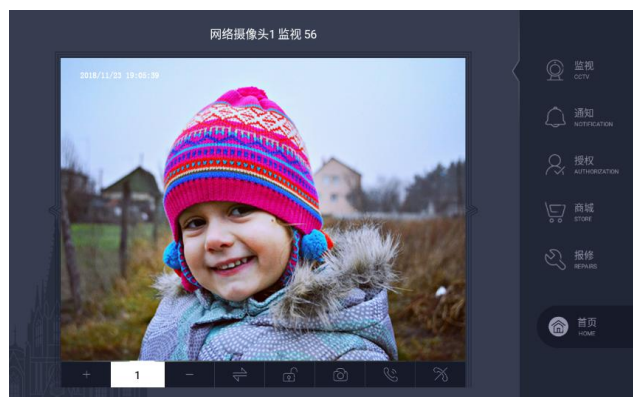 网络摄像头1 监视 56
2016/11/23 19:05:39
监视
CCTV
通知
NOTIFICATION
授权
AUTHORIZATION
商城
STORE
报修
REPAIRS
首页
HOME
+
1
−